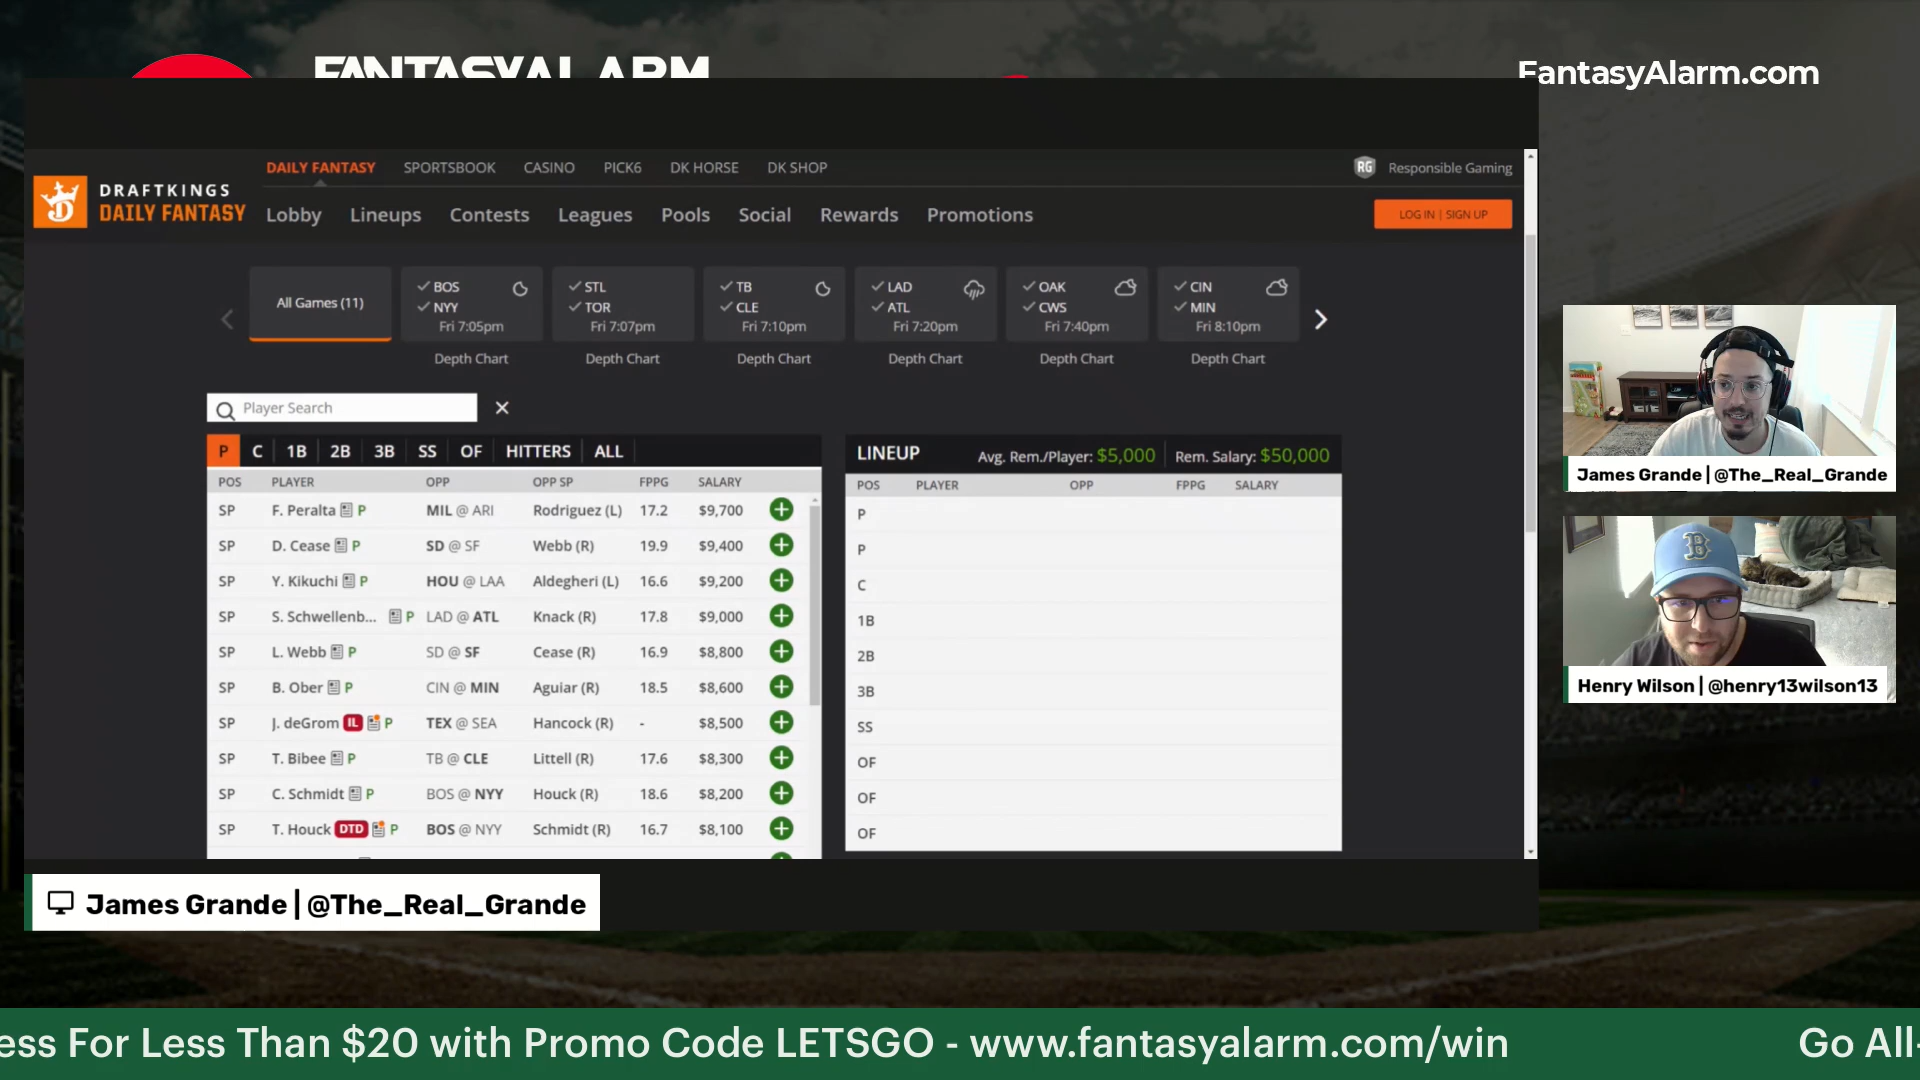 FANTASYALARM
FantasyAlarm.com
DAILY FANTASY SPORTSBOOK CASINO PICK6 DK HORSE DK SHOP
RG Responsible Gaming
DRAFTKINGS
DAILY FANTASY
Lobby Lineups Contests Leagues Pools Social Rewards Promotions
LOG IN | SIGN UP
All Games (11)
BOS
NYY
Fri 7:05pm
Depth Chart
STL
TOR
Fri 7:07pm
Depth Chart
TB
CLE
Fri 7:10pm
Depth Chart
LAD
ATL
Fri 7:20pm
Depth Chart
OAK
CWS
Fri 7:40pm
Depth Chart
CIN
MIN
Fri 8:10pm
Depth Chart
Player Search
P C 1B 2B 3B SS OF HITTERS ALL
POS PLAYER OPP OPP SP FPPG SALARY
SP F. Peralta P MIL @ ARI Rodriguez (L) 17.2 $9,700
SP D. Cease P SD @ SF Webb (R) 19.9 $9,400
SP Y. Kikuchi P HOU @ LAA Aldegheri (L) 16.6 $9,200
SP S. Schwellenb... P LAD @ ATL Knack (R) 17.8 $9,000
SP L. Webb P SD @ SF Cease (R) 16.9 $8,800
SP B. Ober P CIN @ MIN Aguiar (R) 18.5 $8,600
SP J. deGrom IL P TEX @ SEA Hancock (R) - $8,500
SP T. Bibee P TB @ CLE Littell (R) 17.6 $8,300
SP C. Schmidt P BOS @ NYY Houck (R) 18.6 $8,200
SP T. Houck DTD P BOS @ NYY Schmidt (R) 16.7 $8,100
LINEUP Avg. Rem./Player: $5,000 Rem. Salary: $50,000
POS PLAYER OPP FPPG SALARY
P
P
C
1B
2B
3B
SS
OF
OF
OF
James Grande | @The_Real_Grande
B
Henry Wilson | @henry13wilson13
James Grande | @The_Real_Grande
ess For Less Than $20 with Promo Code LETSGO - www.fantasyalarm.com/win Go All-